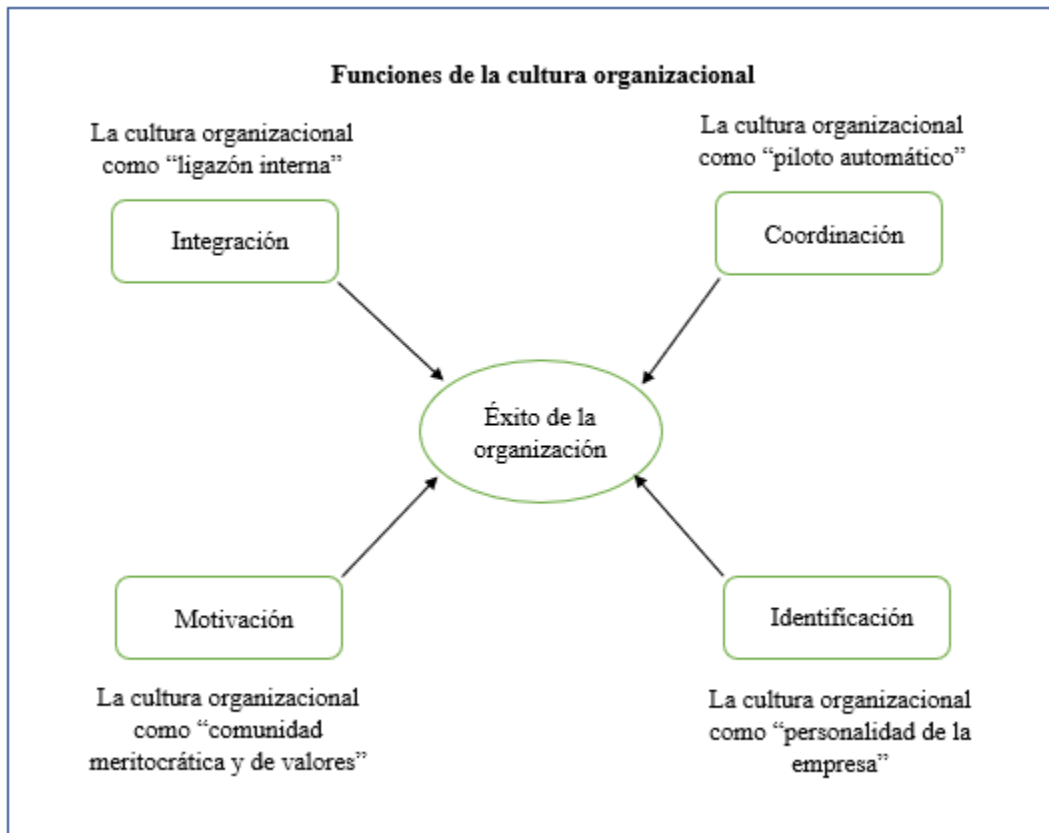 Funciones de la cultura organizacional
La cultura organizacional
como “ligazón interna”
Integración
La cultura organizacional
como “piloto automático”
Coordinación
Éxito de la
organización
Motivación
La cultura organizacional
como “comunidad
meritocrática y de valores”
Identificación
La cultura organizacional
como “personalidad de la
empresa”